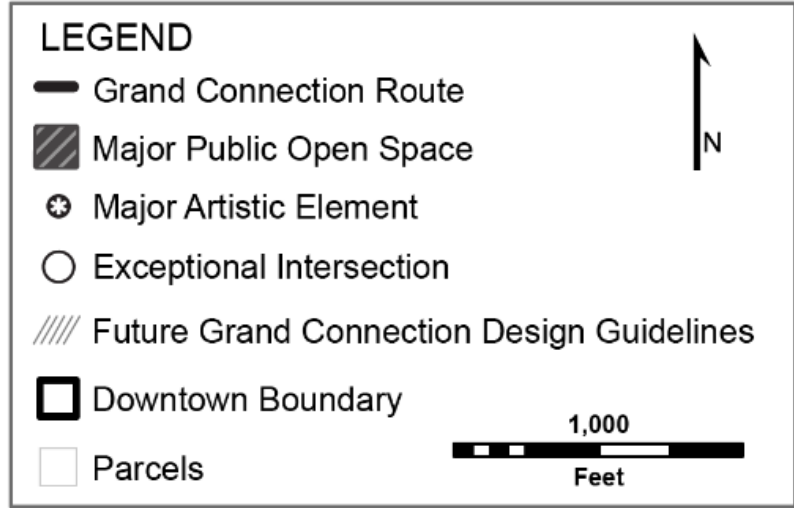 LEGEND
Grand Connection Route
Major Public Open Space
N
Major Artistic Element
Exceptional Intersection
Future Grand Connection Design Guidelines
Downtown Boundary
1,000
Feet
Parcels